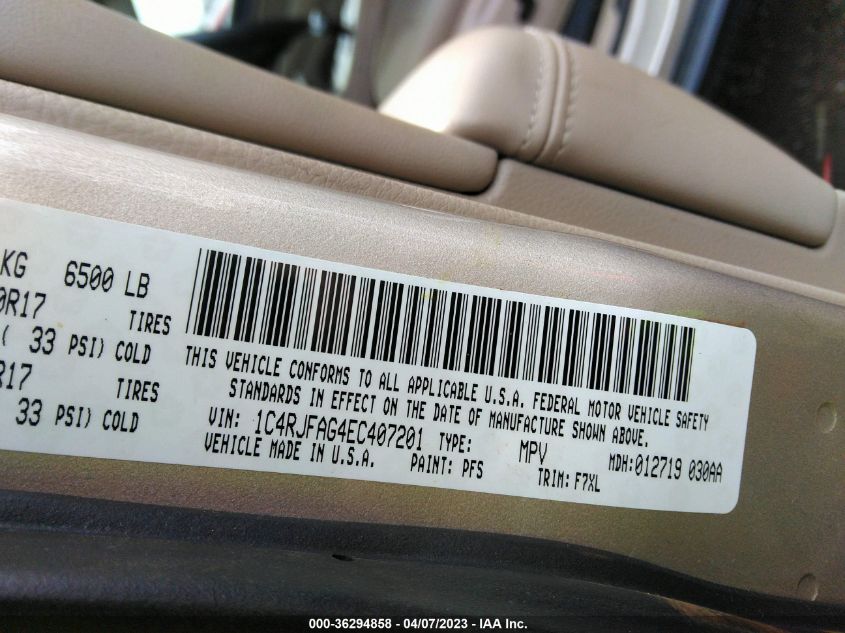 KG 6500 LB
0R17 TIRES
( 33 PSI) COLD
R17 TIRES
33 PSI) COLD
THIS VEHICLE CONFORMS TO ALL APPLICABLE U.S.A. FEDERAL MOTOR VEHICLE SAFETY
STANDARDS IN EFFECT ON THE DATE OF MANUFACTURE SHOWN ABOVE.
VIN: 1C4RJFAG4EC407201 TYPE: MPV MDH:012719 030AA
VEHICLE MADE IN U.S.A. PAINT: PFS TRIM: F7XL
000-36294858 - 04/07/2023 - IAA Inc.